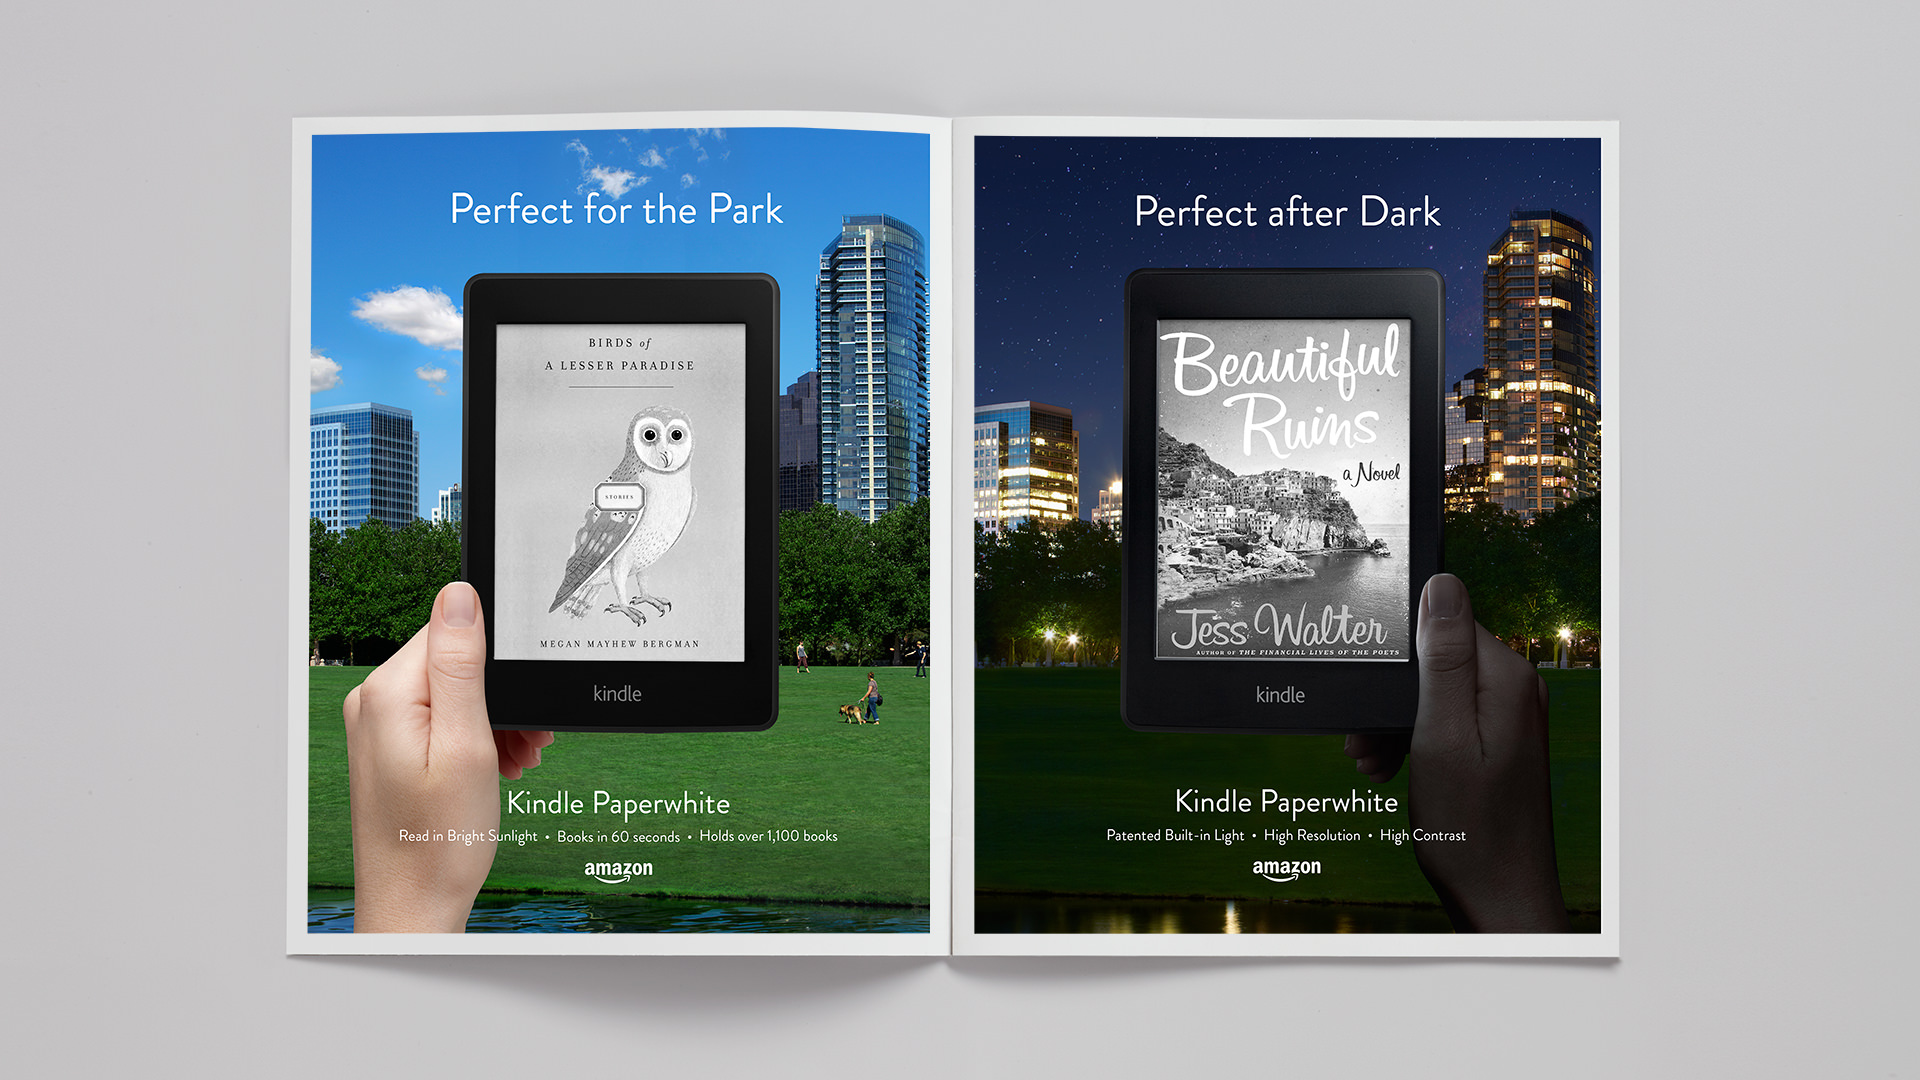 Perfect for the Park
BIRDS of
A LESSER PARADISE
STORIES
MEGAN MAYHEW BERGMAN
kindle
Kindle Paperwhite
Read in Bright Sunlight • Books in 60 seconds • Holds over 1,100 books
amazon
Perfect after Dark
Beautiful
Ruins
a Novel
Jess Walter
AUTHOR OF THE FINANCIAL LIVES OF THE POETS
kindle
Kindle Paperwhite
Patented Built-in Light • High Resolution • High Contrast
amazon